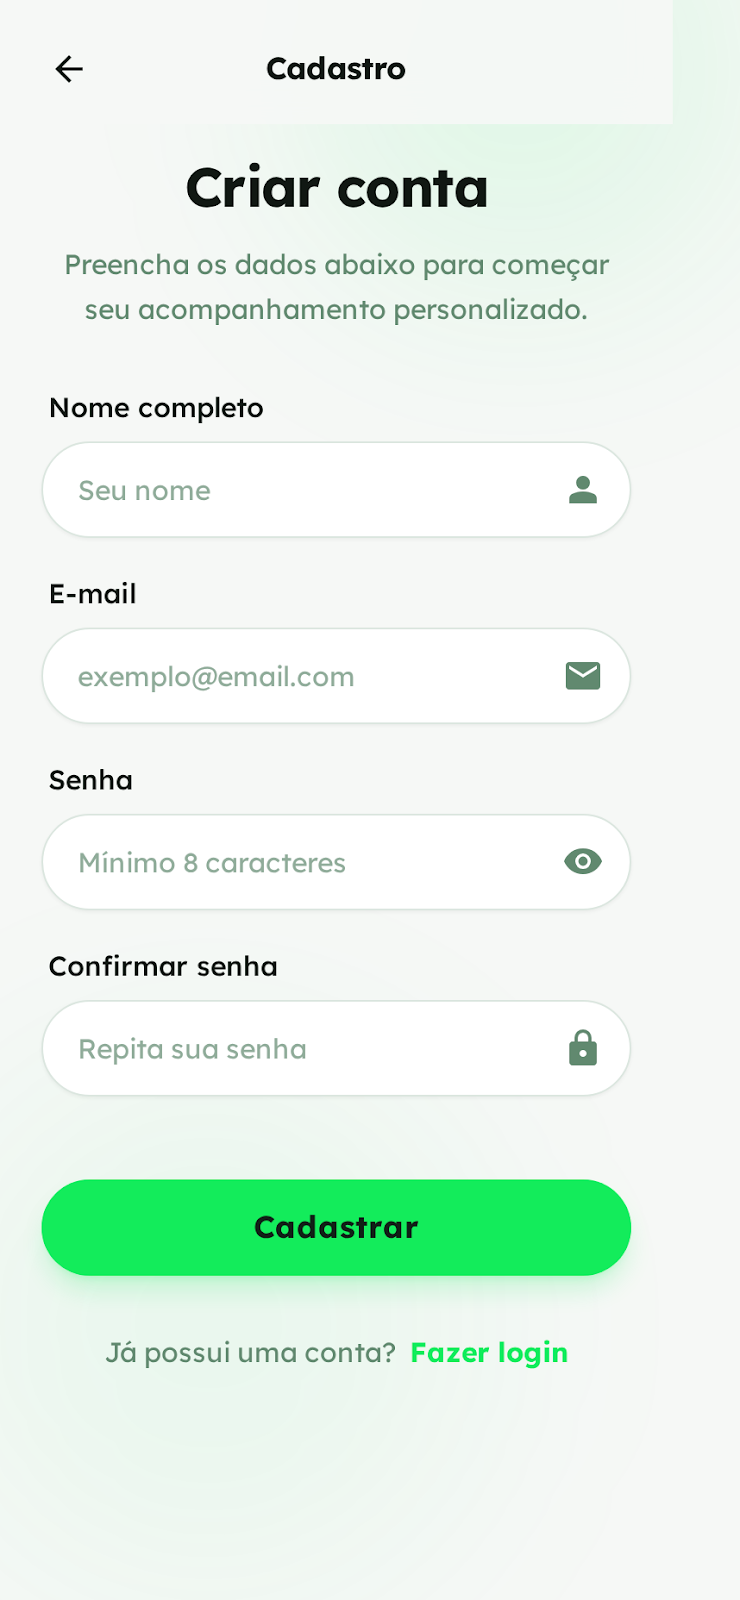 Cadastro
Criar conta
Preencha os dados abaixo para começar
seu acompanhamento personalizado.
Nome completo
Seu nome
E-mail
exemplo@email.com
Senha
Mínimo 8 caracteres
Confirmar senha
Repita sua senha
Cadastrar
Já possui uma conta? Fazer login